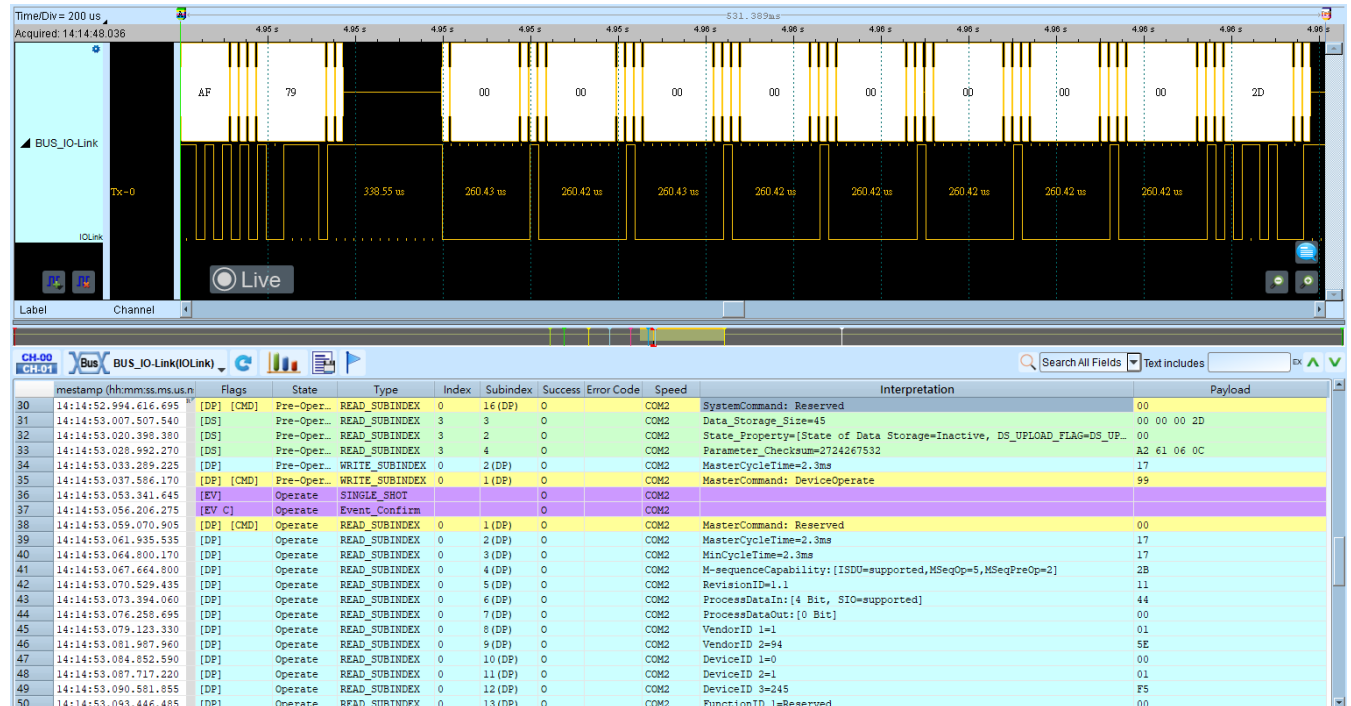 Time/Div = 200 us 531.389ms
Acquired: 14:14:48.036 4.95 s 4.95 s 4.95 s 4.95 s 4.96 s 4.96 s 4.96 s 4.96 s 4.96 s 4.96 s 4.96 s 4.96 s
AF 79 00 00 00 00 00 00 00 00 2D
BUS_IO-Link
Tx-0 338.55 us 260.43 us 260.42 us 260.43 us 260.42 us 260.42 us 260.42 us 260.42 us 260.42 us
IOLink
Live
Label Channel
CH-00
CH-01 Bus BUS_IO-Link(IOLink) Search All Fields Text includes EX
mestamp (hh:mm:ss.ms.us.n Flags State Type Index Subindex Success Error Code Speed Interpretation Payload
30 14:14:52.994.616.695 [DP] [CMD] Pre-Oper... READ_SUBINDEX 0 16(DP) O COM2 SystemCommand: Reserved 00
31 14:14:53.007.507.540 [DS] Pre-Oper... READ_SUBINDEX 3 3 O COM2 Data_Storage_Size=45 00 00 00 2D
32 14:14:53.020.398.380 [DS] Pre-Oper... READ_SUBINDEX 3 2 O COM2 State_Property=[State of Data Storage=Inactive, DS_UPLOAD_FLAG=DS_UP... 00
33 14:14:53.028.992.270 [DS] Pre-Oper... READ_SUBINDEX 3 4 O COM2 Parameter_Checksum=2724267532 A2 61 06 0C
34 14:14:53.033.289.225 [DP] Pre-Oper... WRITE_SUBINDEX 0 2(DP) O COM2 MasterCycleTime=2.3ms 17
35 14:14:53.037.586.170 [DP] [CMD] Pre-Oper... WRITE_SUBINDEX 0 1(DP) O COM2 MasterCommand: DeviceOperate 99
36 14:14:53.053.341.645 [EV] Operate SINGLE_SHOT O COM2
37 14:14:53.056.206.275 [EV C] Operate Event_Confirm O COM2
38 14:14:53.059.070.905 [DP] [CMD] Operate READ_SUBINDEX 0 1(DP) O COM2 MasterCommand: Reserved 00
39 14:14:53.061.935.535 [DP] Operate READ_SUBINDEX 0 2(DP) O COM2 MasterCycleTime=2.3ms 17
40 14:14:53.064.800.170 [DP] Operate READ_SUBINDEX 0 3(DP) O COM2 MinCycleTime=2.3ms 17
41 14:14:53.067.664.800 [DP] Operate READ_SUBINDEX 0 4(DP) O COM2 M-sequenceCapability:[ISDU=supported,MSeqOp=5,MSeqPreOp=2] 2B
42 14:14:53.070.529.435 [DP] Operate READ_SUBINDEX 0 5(DP) O COM2 RevisionID=1.1 11
43 14:14:53.073.394.060 [DP] Operate READ_SUBINDEX 0 6(DP) O COM2 ProcessDataIn:[4 Bit, SIO=supported] 44
44 14:14:53.076.258.695 [DP] Operate READ_SUBINDEX 0 7(DP) O COM2 ProcessDataOut:[0 Bit] 00
45 14:14:53.079.123.330 [DP] Operate READ_SUBINDEX 0 8(DP) O COM2 VendorID 1=1 01
46 14:14:53.081.987.960 [DP] Operate READ_SUBINDEX 0 9(DP) O COM2 VendorID 2=94 5E
47 14:14:53.084.852.590 [DP] Operate READ_SUBINDEX 0 10(DP) O COM2 DeviceID 1=0 00
48 14:14:53.087.717.220 [DP] Operate READ_SUBINDEX 0 11(DP) O COM2 DeviceID 2=1 01
49 14:14:53.090.581.855 [DP] Operate READ_SUBINDEX 0 12(DP) O COM2 DeviceID 3=245 F5
50 14:14:53.093.446.485 [DP] Operate READ_SUBINDEX 0 13(DP) O COM2 FunctionID 1=Reserved 00